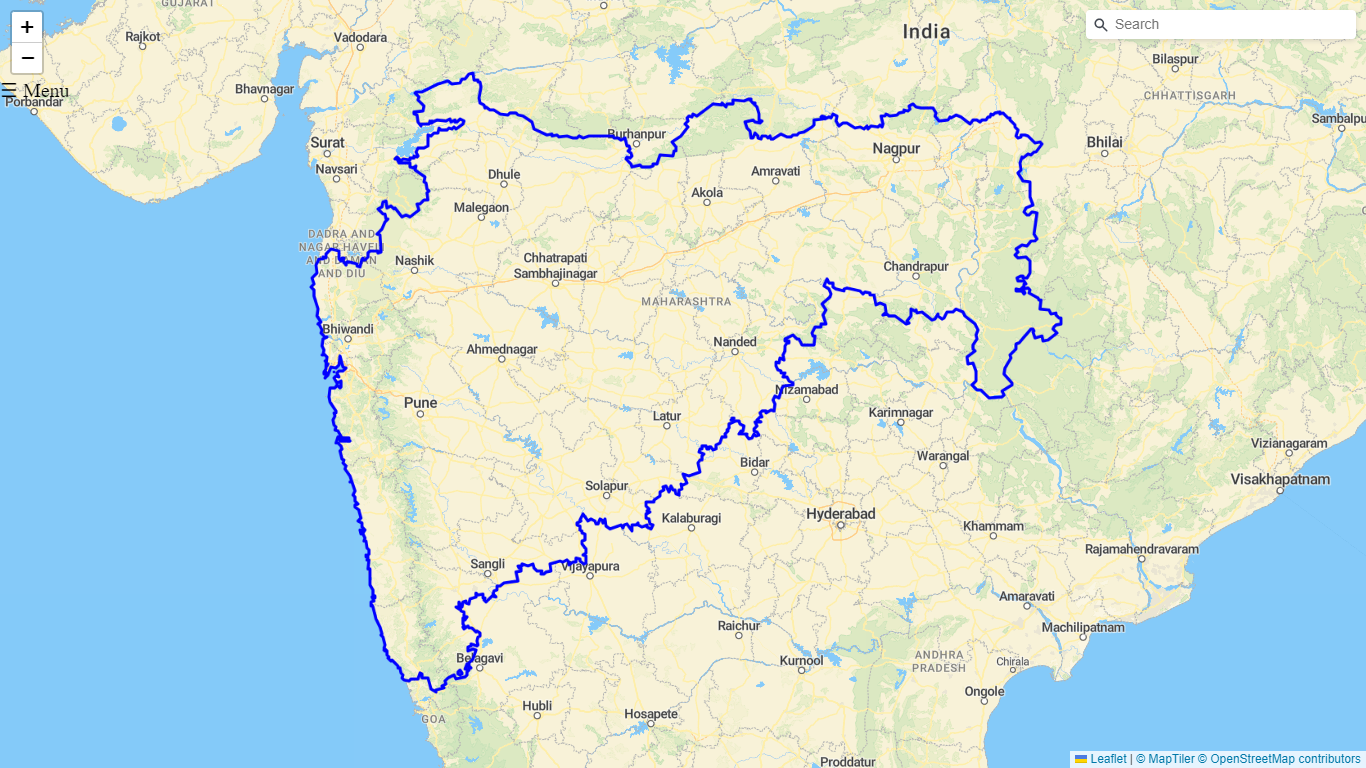 +
−
☰ Menu
Search
GUJARAT
Rajkot
Vadodara
India
Bilaspur
Bhavnagar
Porbandar
CHHATTISGARH
Sambalpu
Surat
Burhanpur
Nagpur
Bhilai
Navsari
Dhule
Akola
Amravati
Malegaon
DADRA AND
NAGAR HAVELI
AND DAMAN
AND DIU
Nashik
Chhatrapati
Sambhajinagar
Chandrapur
MAHARASHTRA
Bhiwandi
Ahmednagar
Nanded
Nizamabad
Pune
Latur
Karimnagar
Bidar
Warangal
Vizianagaram
Visakhapatnam
Solapur
Kalaburagi
Hyderabad
Khammam
Rajamahendravaram
Sangli
Vijayapura
Amaravati
Raichur
Machilipatnam
Belagavi
Kurnool
ANDHRA
PRADESH
Chirala
Ongole
GOA
Hubli
Hosapete
Proddatur
Leaflet | © MapTiler © OpenStreetMap contributors